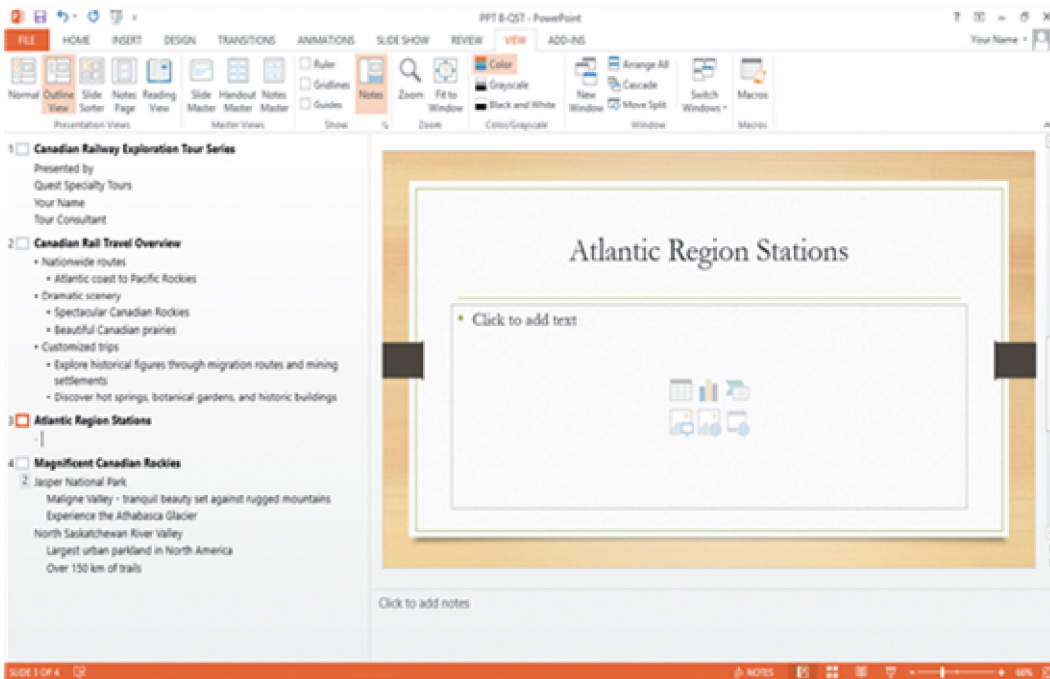 PPT B-QST - PowerPoint
FILE HOME INSERT DESIGN TRANSITIONS ANIMATIONS SLIDE SHOW REVIEW VIEW ADD-INS Your Name
Normal Outline View Slide Sorter Notes Page Reading View
Presentation Views
Slide Master Handout Master Notes Master
Master Views
Ruler
Gridlines
Guides
Show
Notes
Zoom Fit to Window
Zoom
Color
Grayscale
Black and White
Color/Grayscale
New Window
Arrange All
Cascade
Move Split
Switch Windows
Window
Macros
Macros
1 Canadian Railway Exploration Tour Series
Presented by
Quest Specialty Tours
Your Name
Tour Consultant
2 Canadian Rail Travel Overview
• Nationwide routes
• Atlantic coast to Pacific Rockies
• Dramatic scenery
• Spectacular Canadian Rockies
• Beautiful Canadian prairies
• Customized trips
• Explore historical figures through migration routes and mining
settlements
• Discover hot springs, botanical gardens, and historic buildings
3 Atlantic Region Stations
4 Magnificent Canadian Rockies
2 Jasper National Park
Maligne Valley - tranquil beauty set against rugged mountains
Experience the Athabasca Glacier
North Saskatchewan River Valley
Largest urban parkland in North America
Over 150 km of trails
Atlantic Region Stations
• Click to add text
Click to add notes
SLIDE 3 OF 4 NOTES 66%